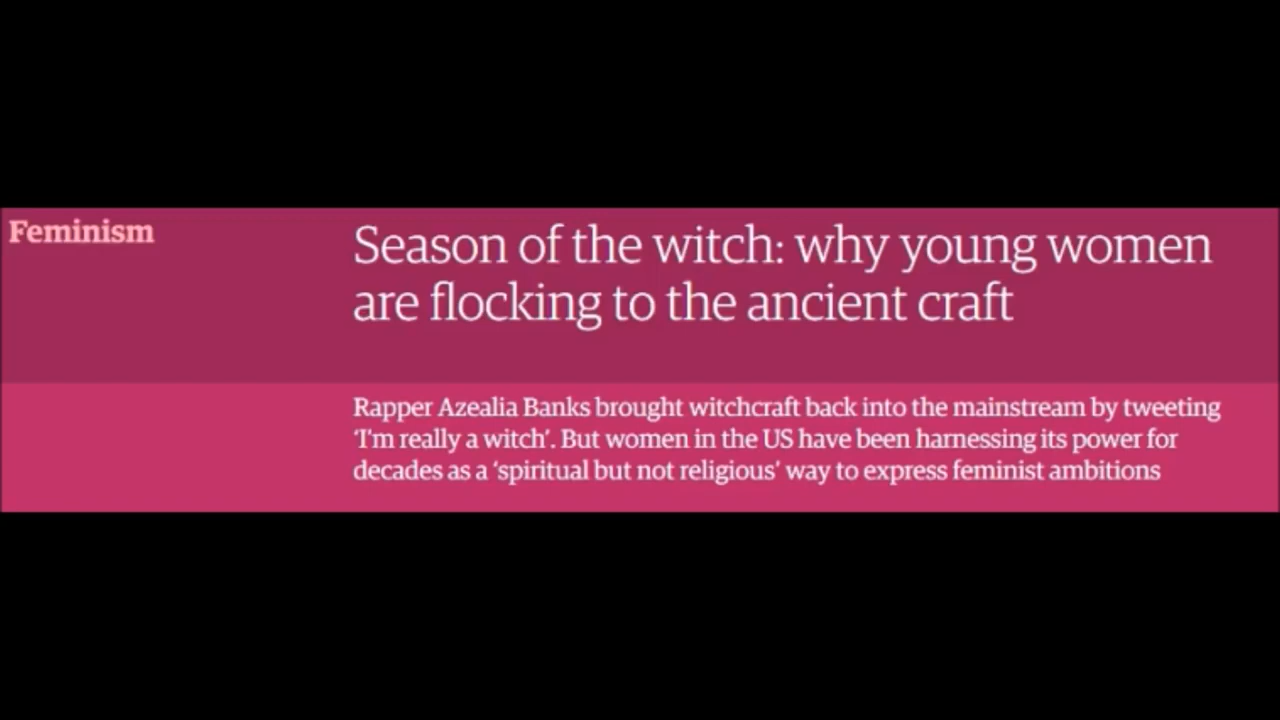 Feminism
Season of the witch: why young women
are flocking to the ancient craft
Rapper Azealia Banks brought witchcraft back into the mainstream by tweeting
‘I’m really a witch’. But women in the US have been harnessing its power for
decades as a ‘spiritual but not religious’ way to express feminist ambitions